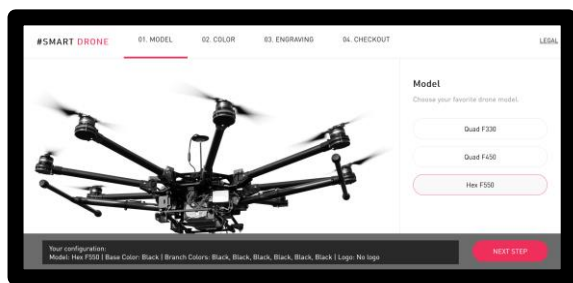 #SMART DRONE 01. MODEL 02. COLOR 03. ENGRAVING 04. CHECKOUT LEGAL
Model
Choose your favorite drone model.
Quad F330
Quad F450
Hex F550
Your configuration:
Model: Hex F550 | Base Color: Black | Branch Colors: Black, Black, Black, Black, Black, Black | Logo: No logo
NEXT STEP